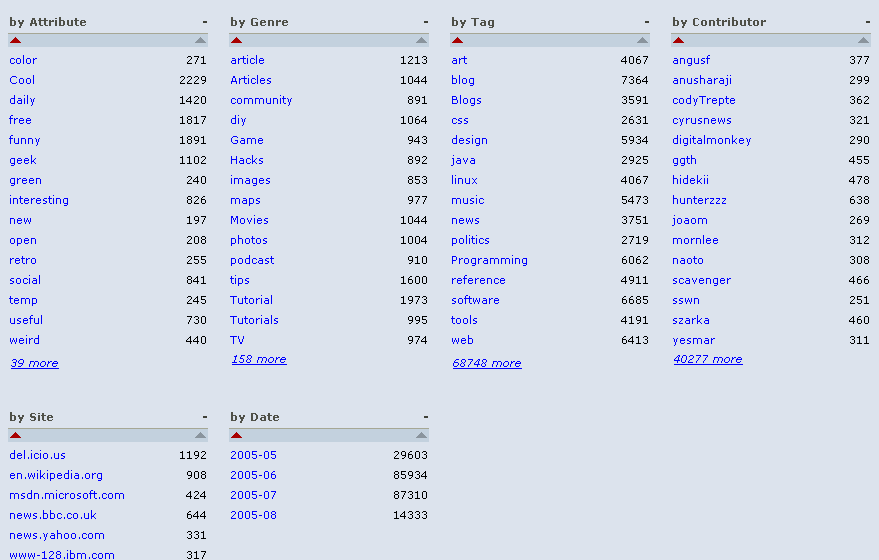 by Attribute -
color 271
Cool 2229
daily 1420
free 1817
funny 1891
geek 1102
green 240
interesting 826
new 197
open 208
retro 255
social 841
temp 245
useful 730
weird 440
39 more
by Genre -
article 1213
Articles 1044
community 891
diy 1064
Game 943
Hacks 892
images 853
maps 977
Movies 1044
photos 1004
podcast 910
tips 1600
Tutorial 1973
Tutorials 995
TV 974
158 more
by Tag -
art 4067
blog 7364
Blogs 3591
css 2631
design 5934
java 2925
linux 4067
music 5473
news 3751
politics 2719
Programming 6062
reference 4911
software 6685
tools 4191
web 6413
68748 more
by Contributor -
angusf 377
anusharaji 299
codyTrepte 362
cyrusnews 321
digitalmonkey 290
ggth 455
hidekii 478
hunterzzz 638
joaom 269
mornlee 312
naoto 308
scavenger 466
sswn 251
szarka 460
yesmar 311
40277 more
by Site -
del.icio.us 1192
en.wikipedia.org 908
msdn.microsoft.com 424
news.bbc.co.uk 644
news.yahoo.com 331
www-128.ibm.com 317
by Date -
2005-05 29603
2005-06 85934
2005-07 87310
2005-08 14333